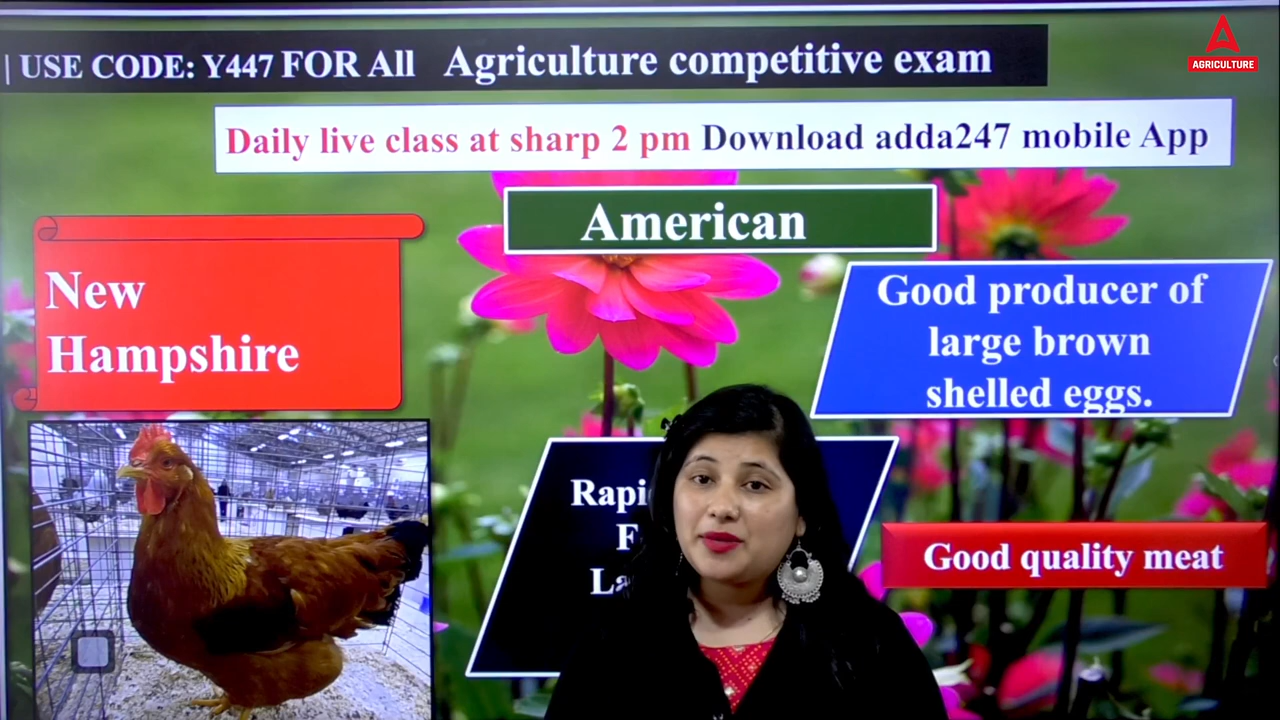 | USE CODE: Y447 FOR All Agriculture competitive exam
AGRICULTURE
Daily live class at sharp 2 pm Download adda247 mobile App
American
New
Hampshire
Good producer of
large brown
shelled eggs.
Good quality meat